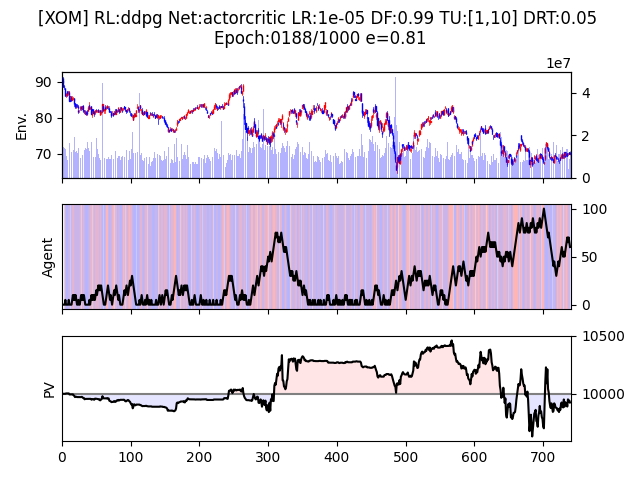 [XOM] RL:ddpg Net:actorcritic LR:1e-05 DF:0.99 TU:[1,10] DRT:0.05
Epoch:0188/1000 e=0.81
1e7
90
80
70
Env.
4
2
0
Agent
100
50
0
PV
10500
10000
0 100 200 300 400 500 600 700